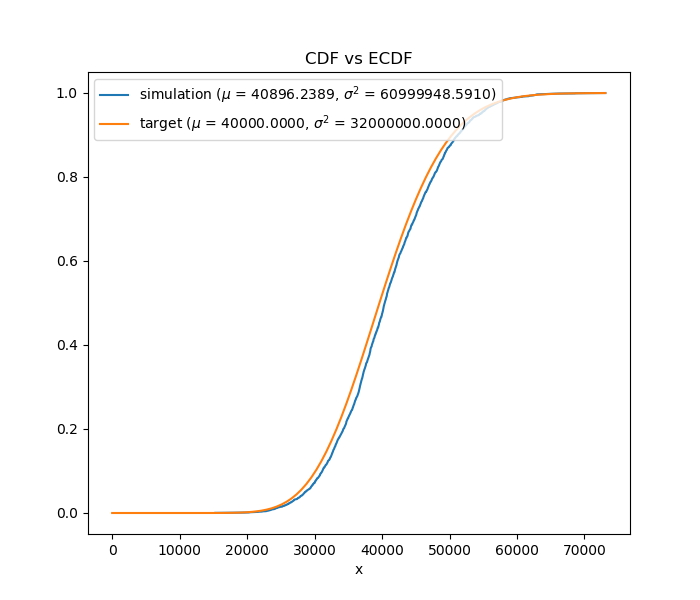 CDF vs ECDF
simulation (μ = 40896.2389, σ² = 60999948.5910)
target (μ = 40000.0000, σ² = 32000000.0000)
1.0
0.8
0.6
0.4
0.2
0.0
0 10000 20000 30000 40000 50000 60000 70000
x